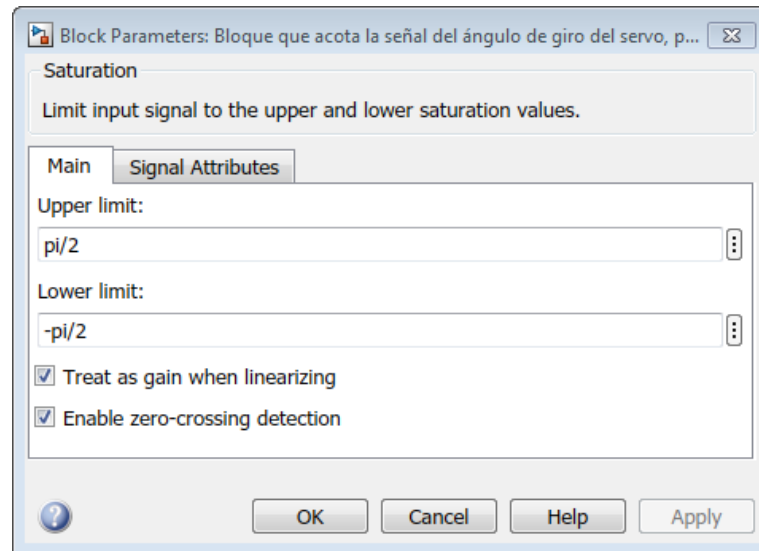 Block Parameters: Bloque que acota la señal del ángulo de giro del servo, p...
Saturation
Limit input signal to the upper and lower saturation values.
Main
Signal Attributes
Upper limit:
pi/2
Lower limit:
-pi/2
Treat as gain when linearizing
Enable zero-crossing detection
?
OK Cancel Help Apply